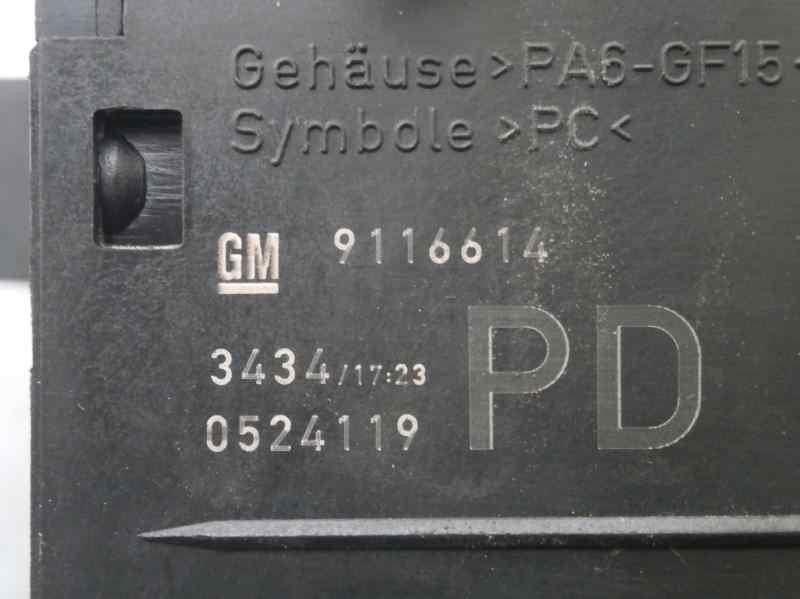 Gehäuse >PA6-GF15<
Symbole >PC<
GM 9116614
3434/17:23
0524119
PD